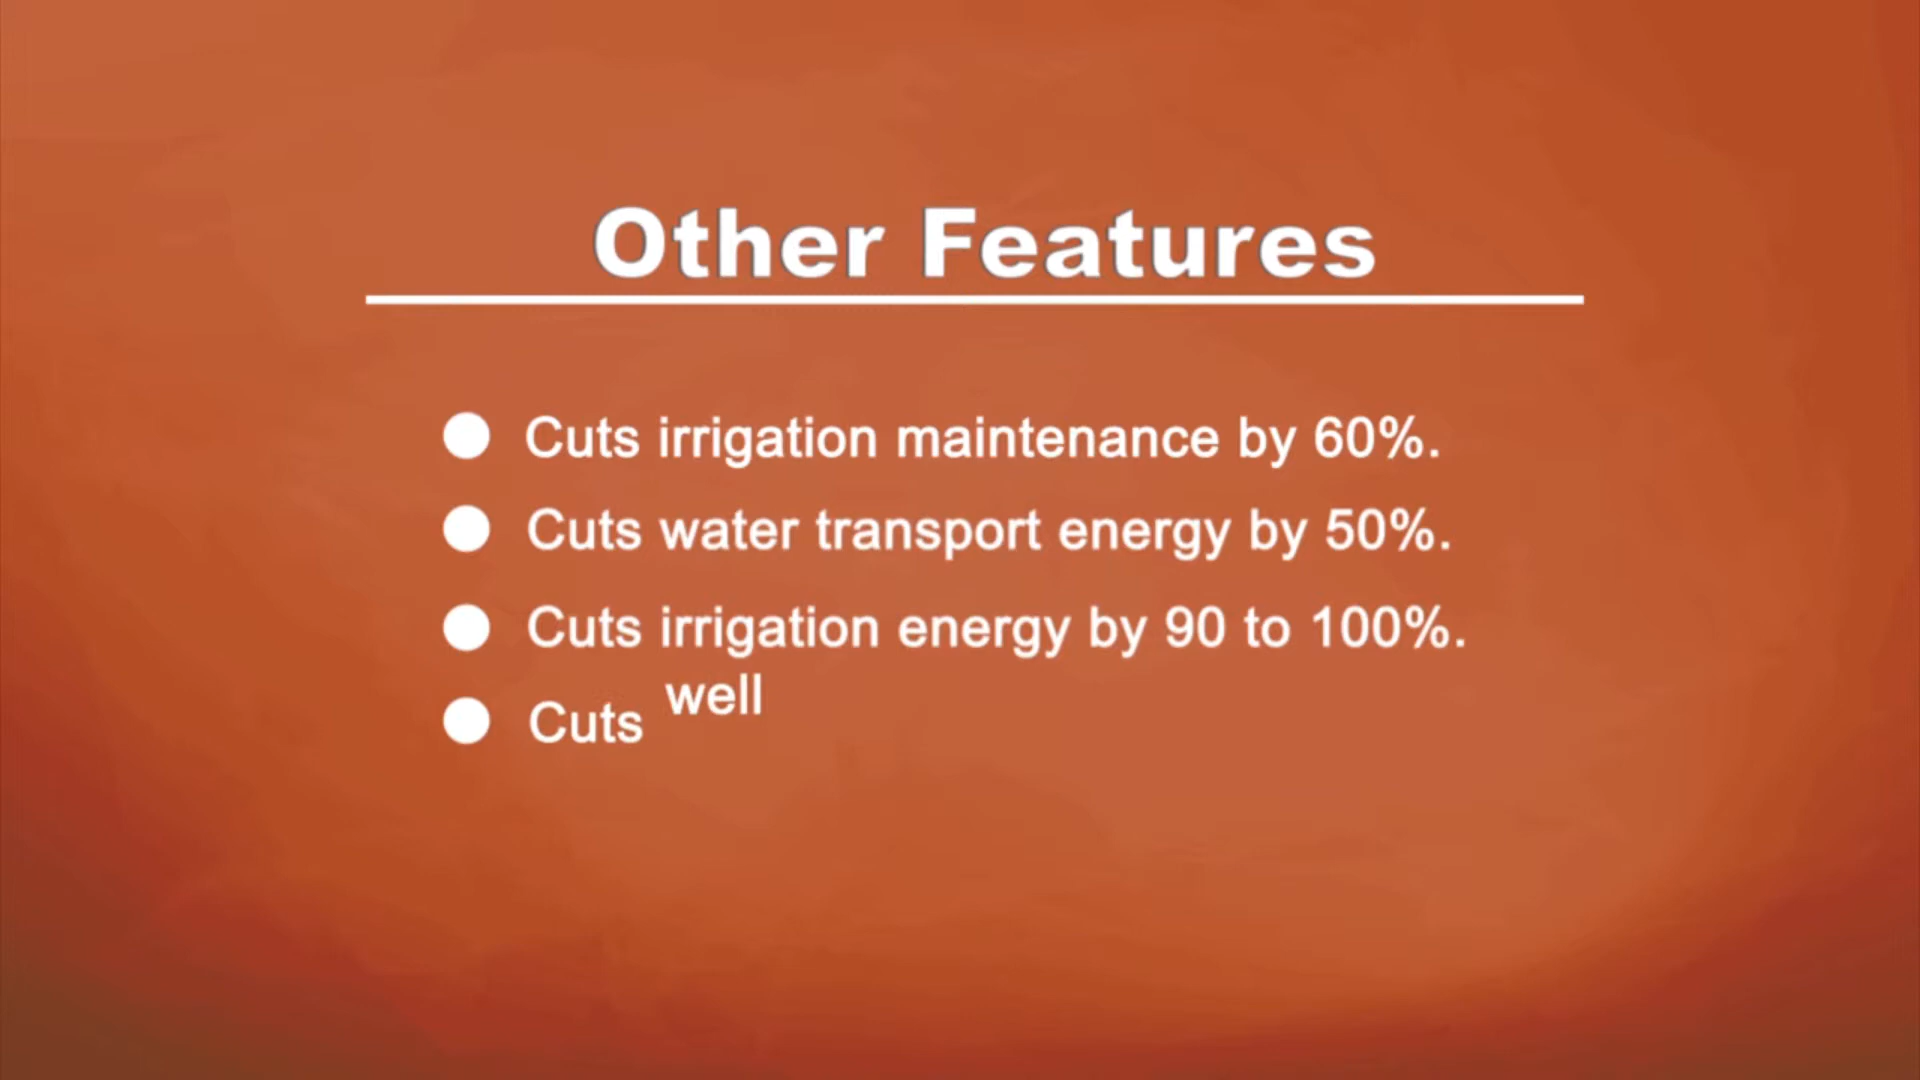 Other Features
Cuts irrigation maintenance by 60%.
Cuts water transport energy by 50%.
Cuts irrigation energy by 90 to 100%.
Cuts well